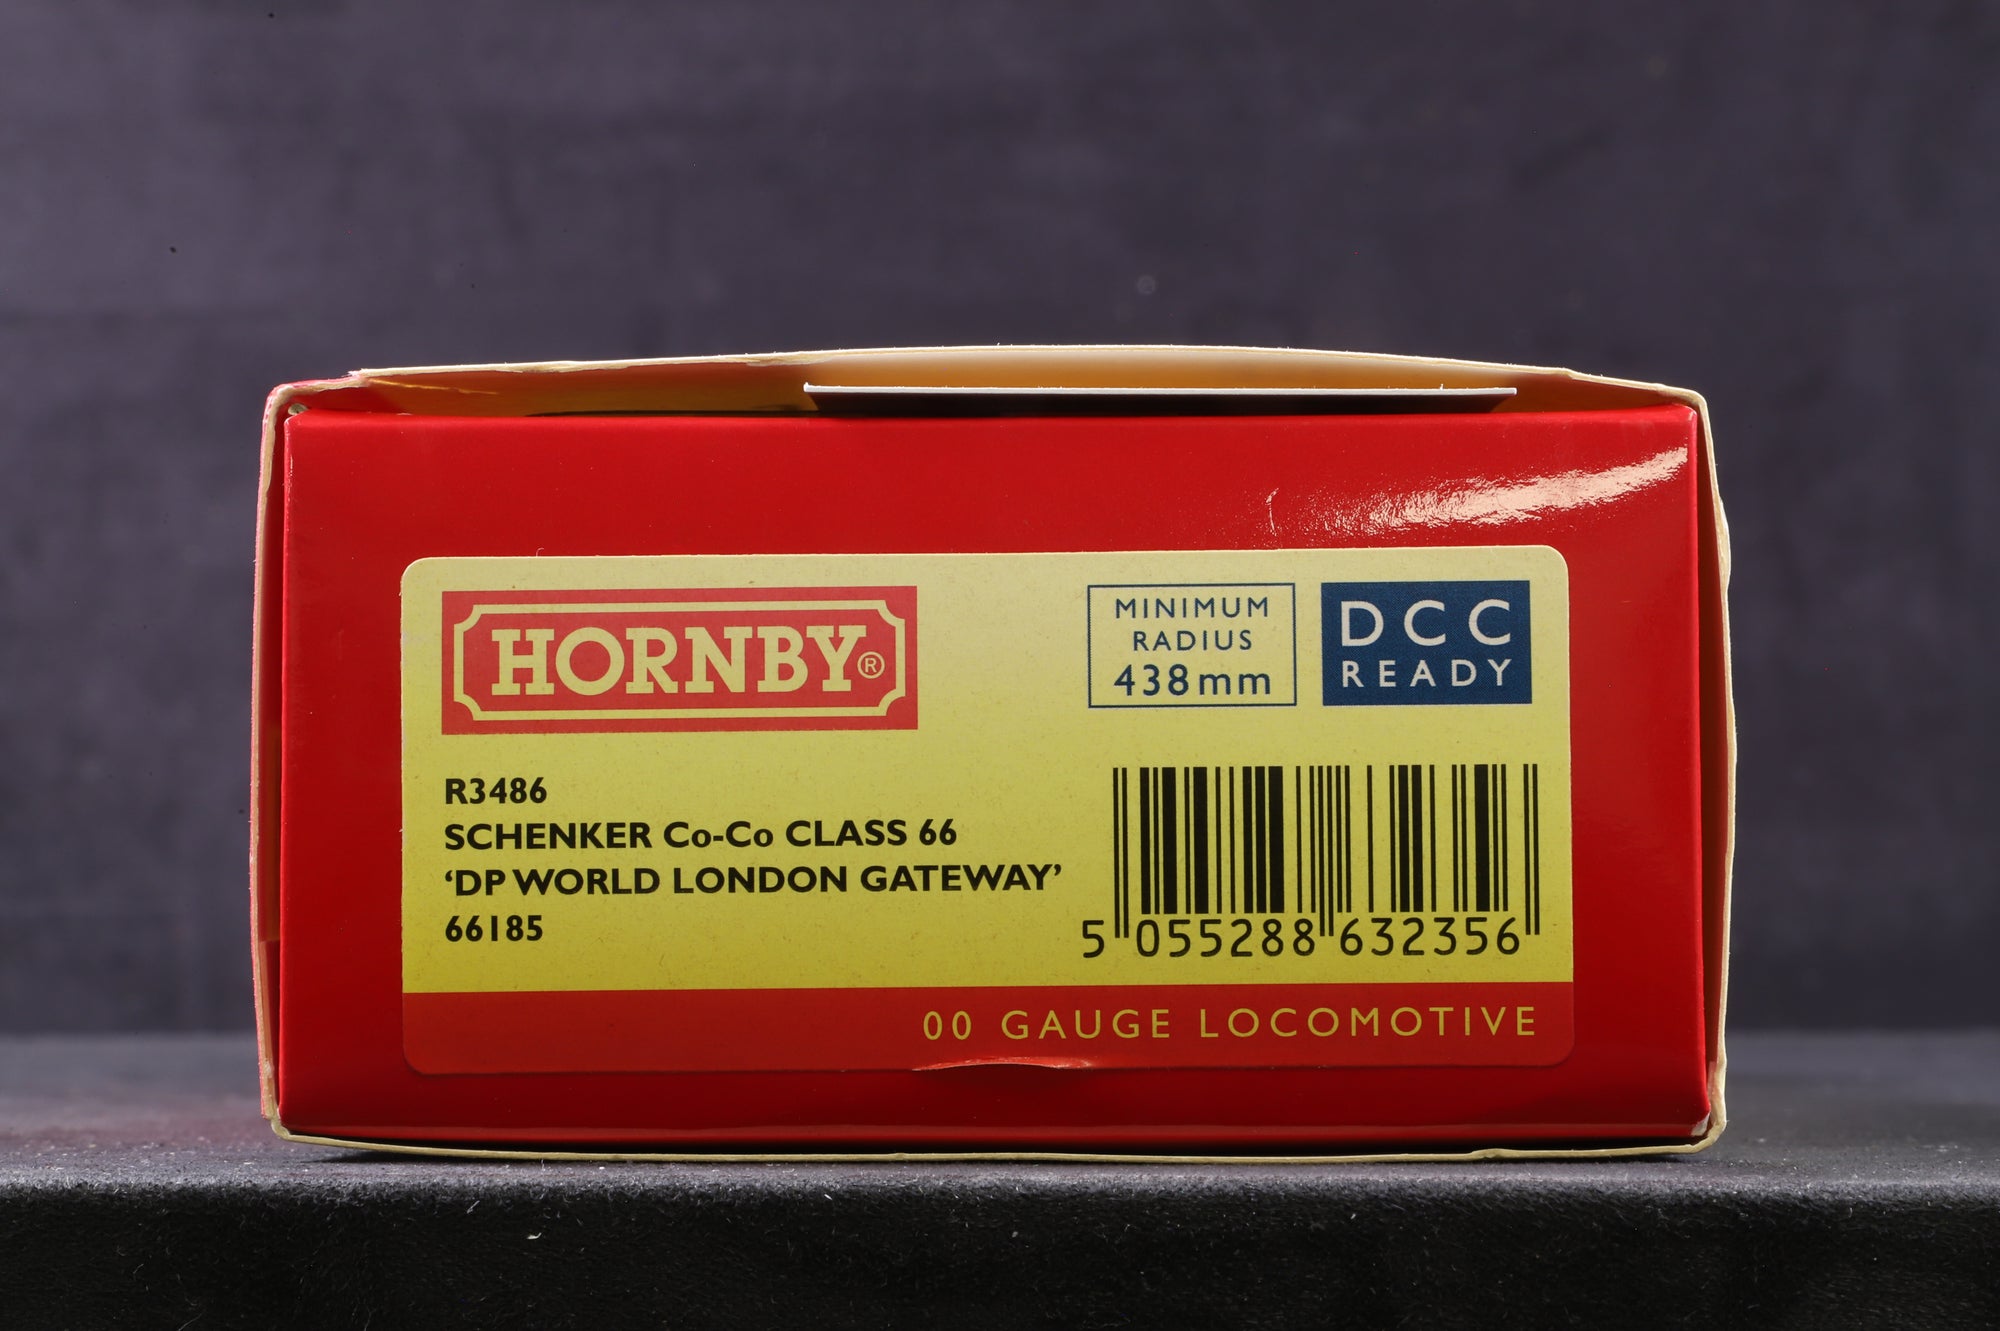 HORNBY®
MINIMUM
RADIUS
438mm
DCC
READY
R3486
SCHENKER Co-Co CLASS 66
‘DP WORLD LONDON GATEWAY’
66185
5 055288 632356
00 GAUGE LOCOMOTIVE